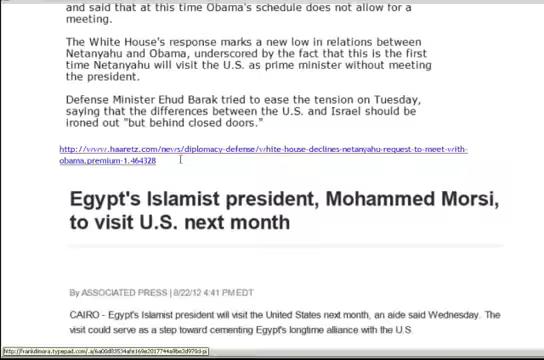 and said that at this time Obama's schedule does not allow for a
meeting.
The White House's response marks a new low in relations between
Netanyahu and Obama, underscored by the fact that this is the first
time Netanyahu will visit the U.S. as prime minister without meeting
the president.
Defense Minister Ehud Barak tried to ease the tension on Tuesday,
saying that the differences between the U.S. and Israel should be
ironed out "but behind closed doors."
http://www.haaretz.com/news/diplomacy-defense/white-house-declines-netanyahu-request-to-meet-with-
obama.premium-1.464328
Egypt's Islamist president, Mohammed Morsi,
to visit U.S. next month
By ASSOCIATED PRESS | 8/22/12 4:41 PM EDT
CAIRO - Egypt's Islamist president will visit the United States next month, an aide said Wednesday. The
visit could serve as a step toward cementing Egypt's longtime alliance with the U.S.